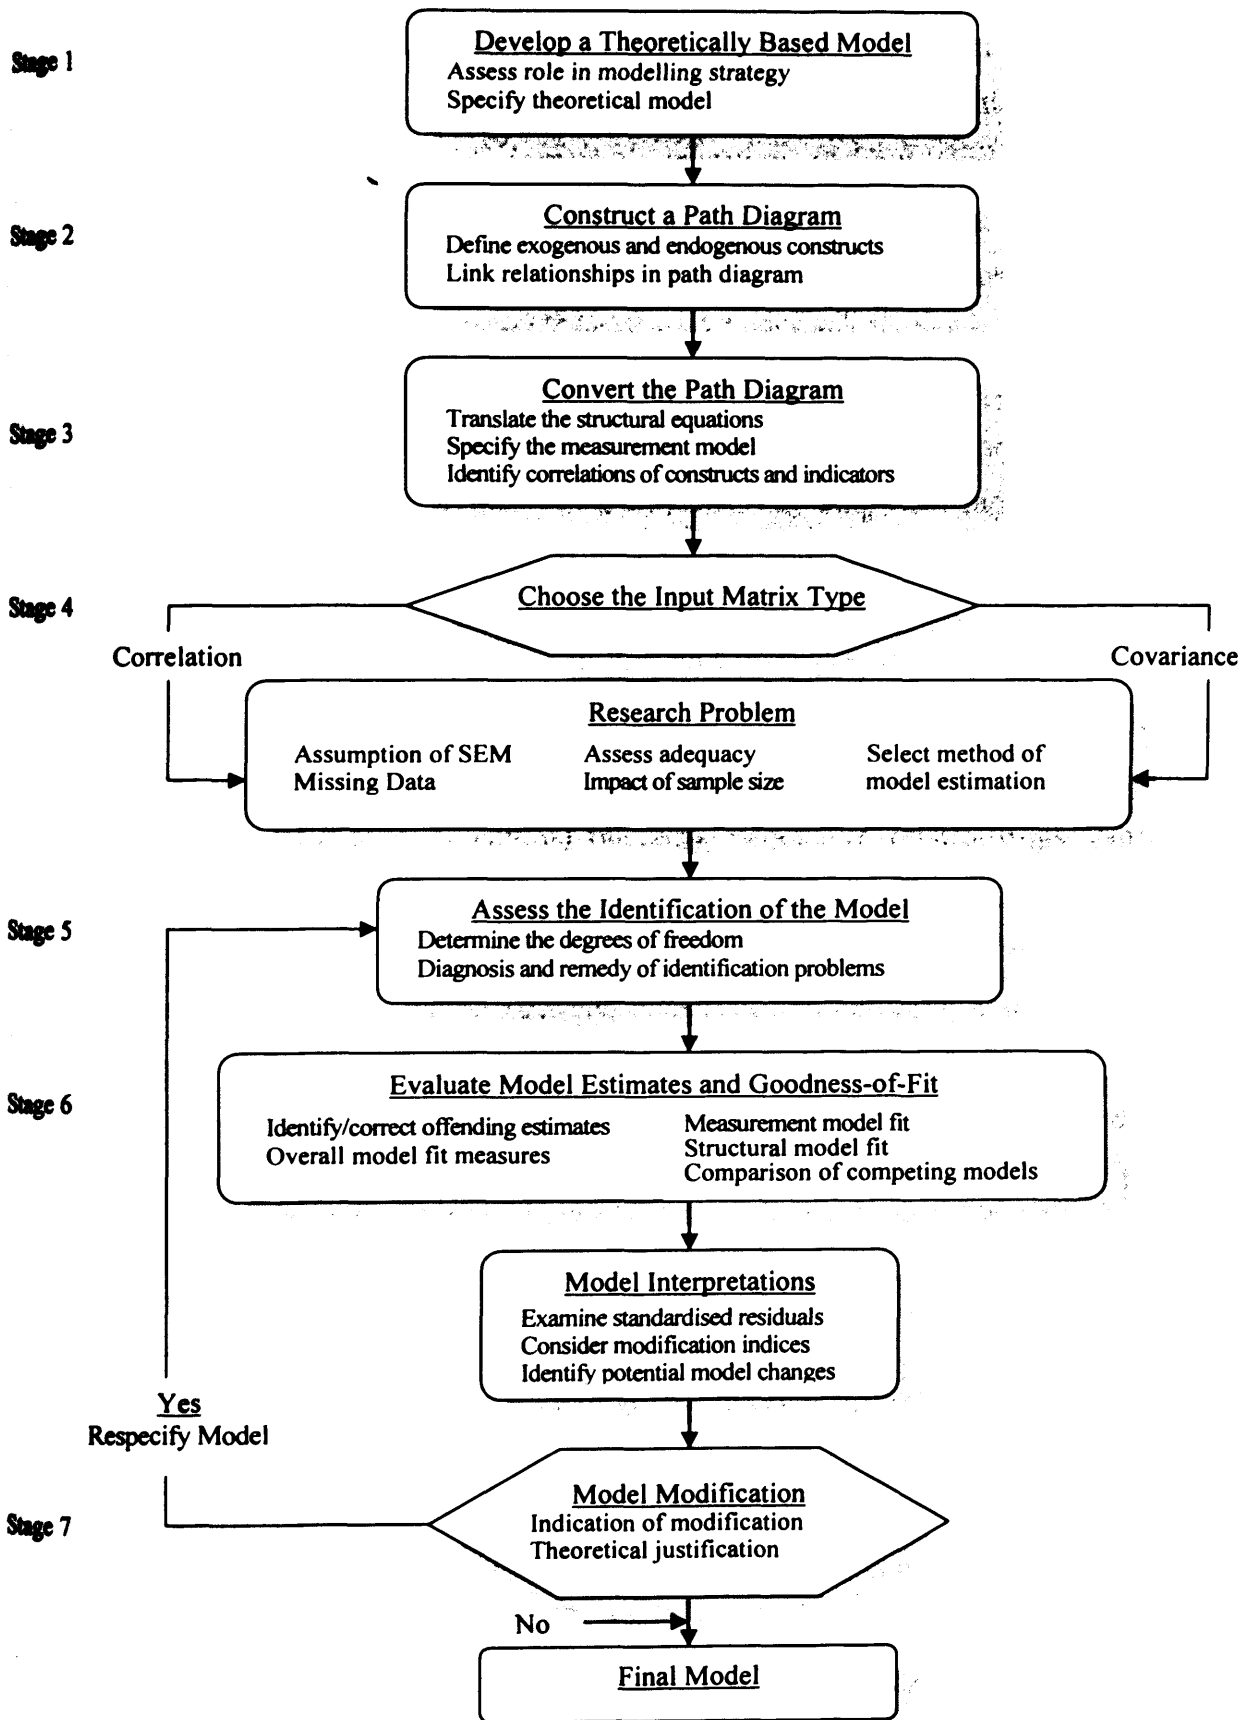 Stage 1
Develop a Theoretically Based Model
Assess role in modelling strategy
Specify theoretical model
Stage 2
Construct a Path Diagram
Define exogenous and endogenous constructs
Link relationships in path diagram
Stage 3
Convert the Path Diagram
Translate the structural equations
Specify the measurement model
Identify correlations of constructs and indicators
Stage 4
Choose the Input Matrix Type
Correlation
Covariance
Research Problem
Assumption of SEM
Missing Data
Assess adequacy
Impact of sample size
Select method of
model estimation
Stage 5
Assess the Identification of the Model
Determine the degrees of freedom
Diagnosis and remedy of identification problems
Stage 6
Evaluate Model Estimates and Goodness-of-Fit
Identify/correct offending estimates
Overall model fit measures
Measurement model fit
Structural model fit
Comparison of competing models
Model Interpretations
Examine standardised residuals
Consider modification indices
Identify potential model changes
Yes
Respecify Model
Stage 7
Model Modification
Indication of modification
Theoretical justification
No
Final Model